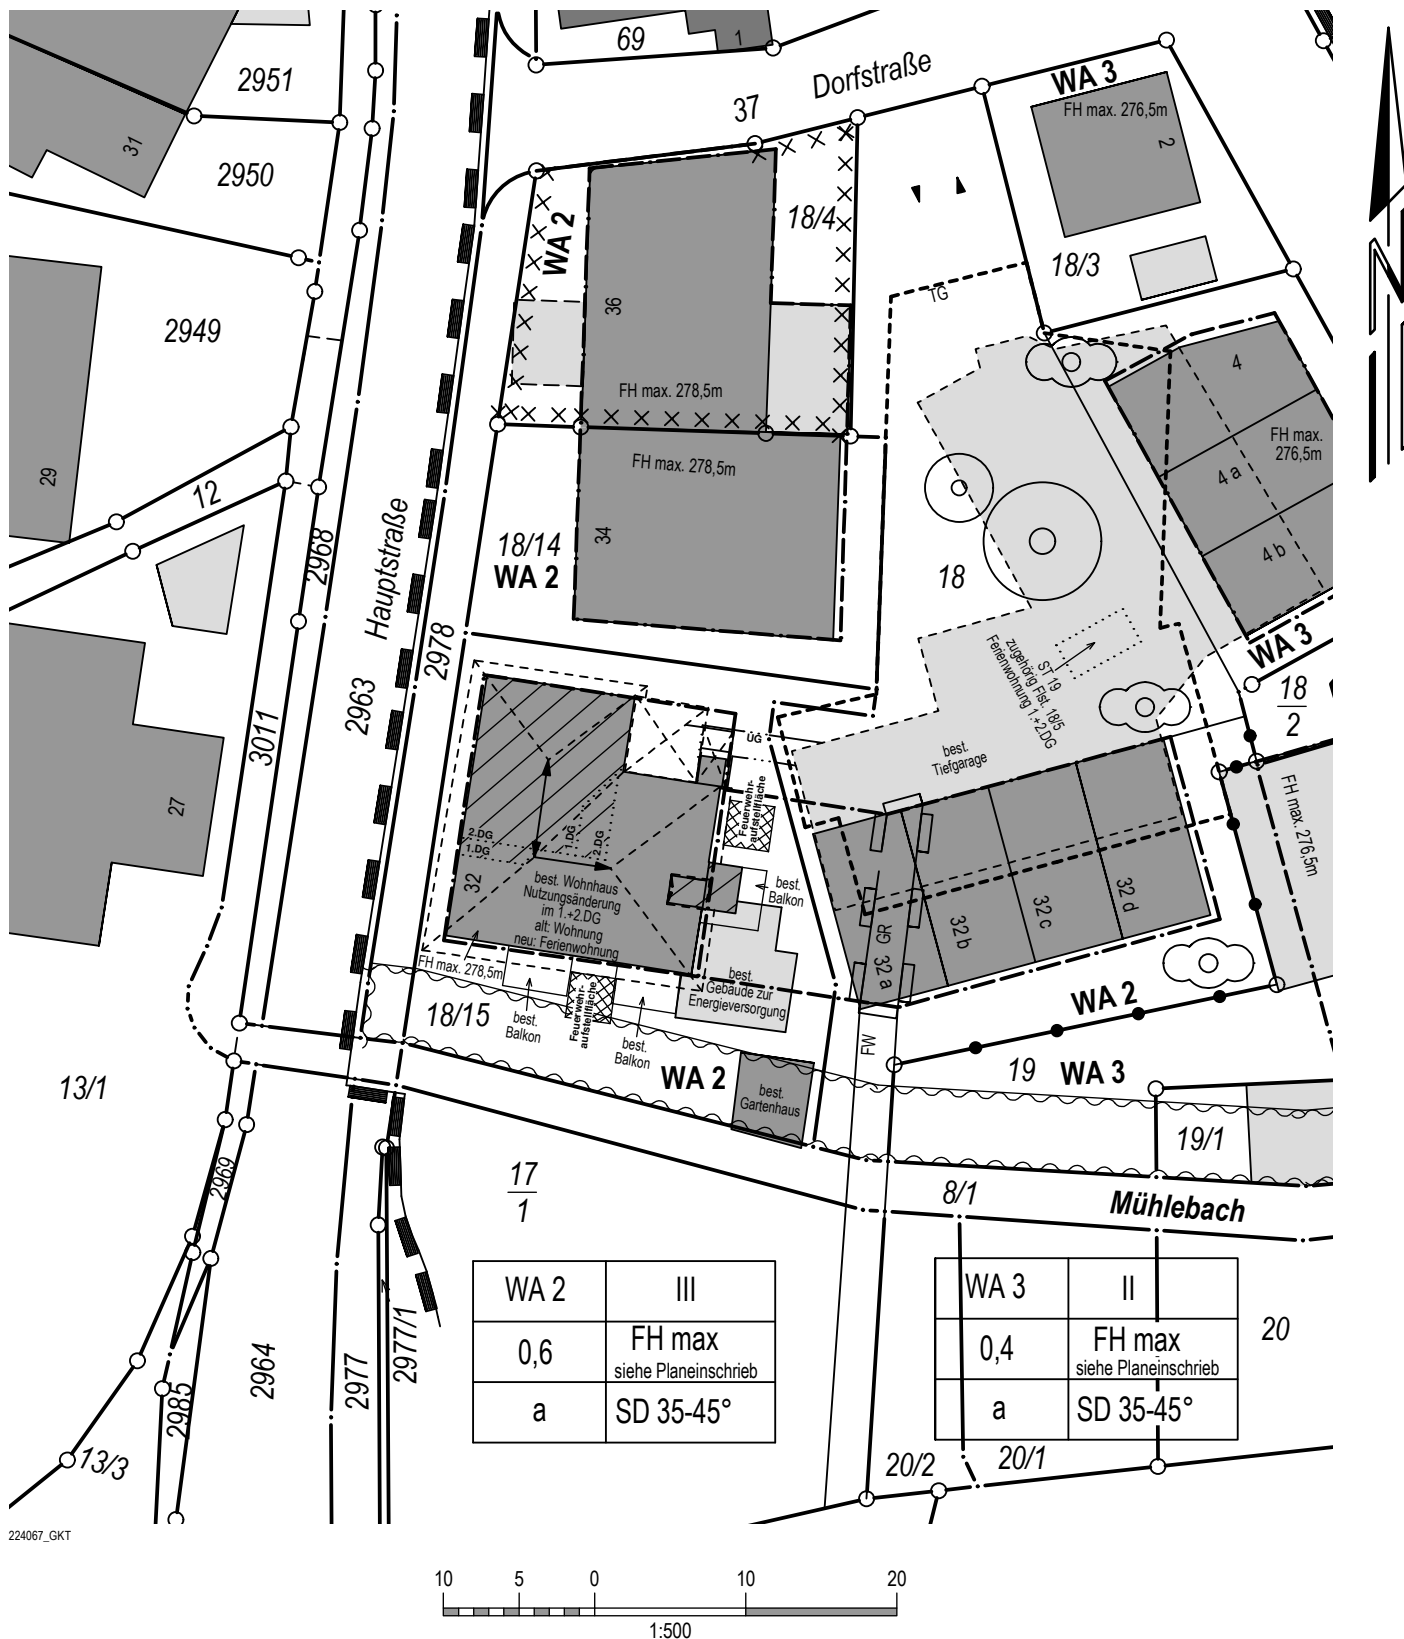 69
1
2951
Dorfstraße
WA 3
37
FH max. 276,5m
2
31
2950
18/4
WA 2
18/3
TG
36
2949
4
FH max. 278,5m
FH max.
276,5m
4 a
FH max. 278,5m
29
12
Hauptstraße
34
18/14
WA 2
4 b
2968
18
2978
WA 3
ST 19
zugehörig Flst. 18/5
Ferienwohnung 1.+2.DG
18
2
2963
3011
ÜG
best.
Tiefgarage
27
Feuerwehr-
aufstellfläche
FH max. 276,5m
2.DG
1.DG
1.DG
2.DG
32
best. Wohnhaus
Nutzungsänderung
im 1.+2.DG
alt: Wohnung
neu: Ferienwohnung
best.
Balkon
32 d
32 c
32 b
GR
32 a
FH max. 278,5m
best.
Gebäude zur
Energieversorgung
WA 2
18/15
best.
Balkon
Feuerwehr-
aufstellfläche
best.
Balkon
FW
WA 2
19
WA 3
13/1
best.
Gartenhaus
19/1
2969
17
1
8/1
Mühlebach
WA 2
III
0,6
FH max
siehe Planeinschrieb
a
SD 35-45°
WA 3
II
0,4
FH max
siehe Planeinschrieb
a
SD 35-45°
20
2977/1
2964
2977
2985
13/3
20/2
20/1
224067_GKT
10 5 0 10 20
1:500
N